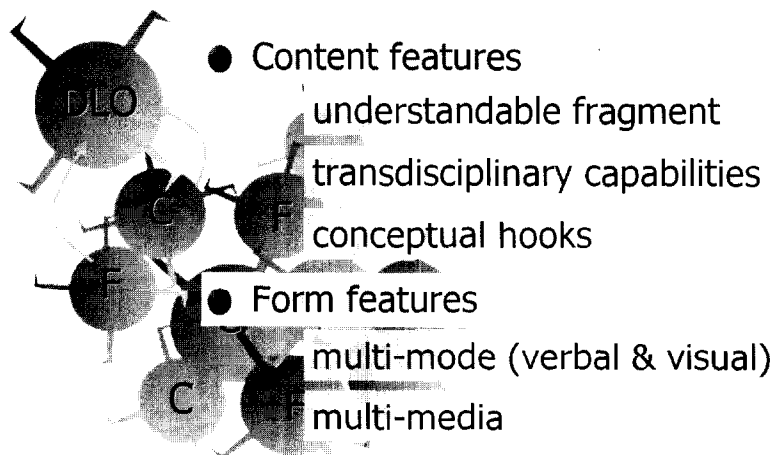 DLO
● Content features
understandable fragment
transdisciplinary capabilities
C
F
conceptual hooks
F
● Form features
multi-mode (verbal & visual)
C
F
multi-media